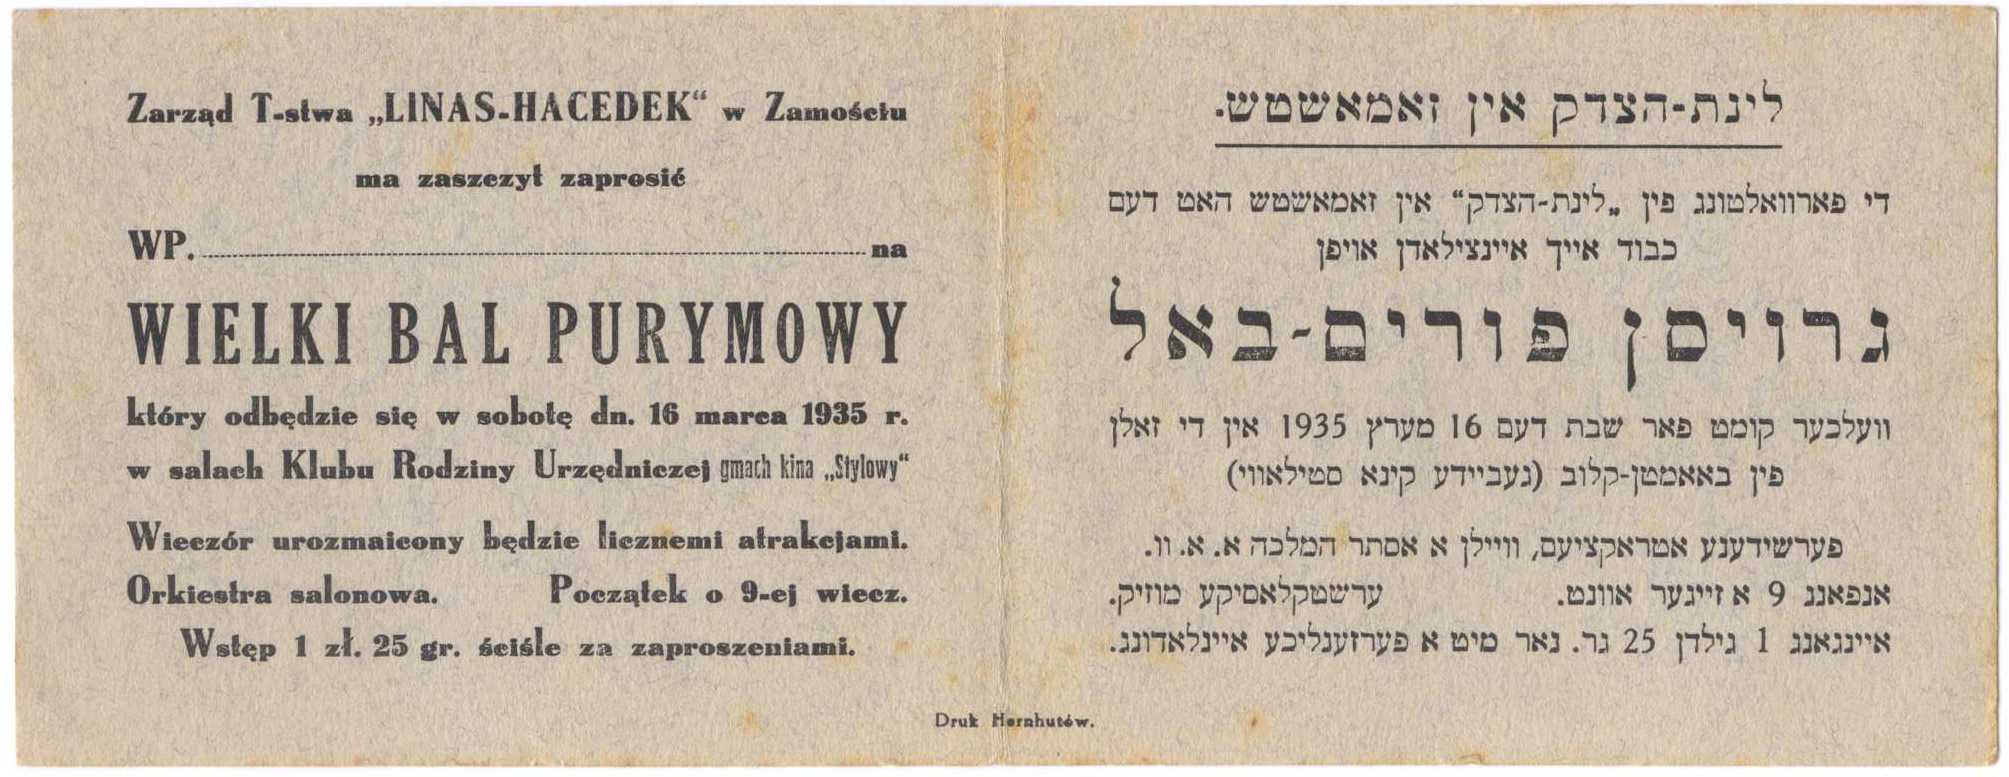 Zarząd T-stwa „LINAS-HACEDEK“ w Zamościu
ma zaszczyt zaprosić
WP. na
WIELKI BAL PURYMOWY
który odbędzie się w sobotę dn. 16 marca 1935 r.
w salach Klubu Rodziny Urzędniczej gmach kina „Stylowy“
Wieczór urozmaicony będzie licznemi atrakcjami.
Orkiestra salonowa. Początek o 9-ej wiecz.
Wstęp 1 zł. 25 gr. ściśle za zaproszeniami.
לינת-הצדק אין זאמאשטש.
די פארוואלטונג פין „לינת-הצדק“ אין זאמאשטש האט דעם
כבוד אייך איינצילאדן אויפן
גרויסן פורים-באל
וועלכער קומט פאר שבת דעם 16 מערץ 1935 אין די זאלן
פין באאמטן-קלוב (געביידע קינא סטילאווי)
פערשידענע אטראקציעס, וויילן א אסתר המלכה א. א. וו.
אנפאנג 9 א זייגער אוונט. ערשטקלאסיקע מוזיק.
איינגאנג 1 גילדן 25 גר. נאר מיט א פערזענליכע איינלאדונג.
Druk Hernhutów.